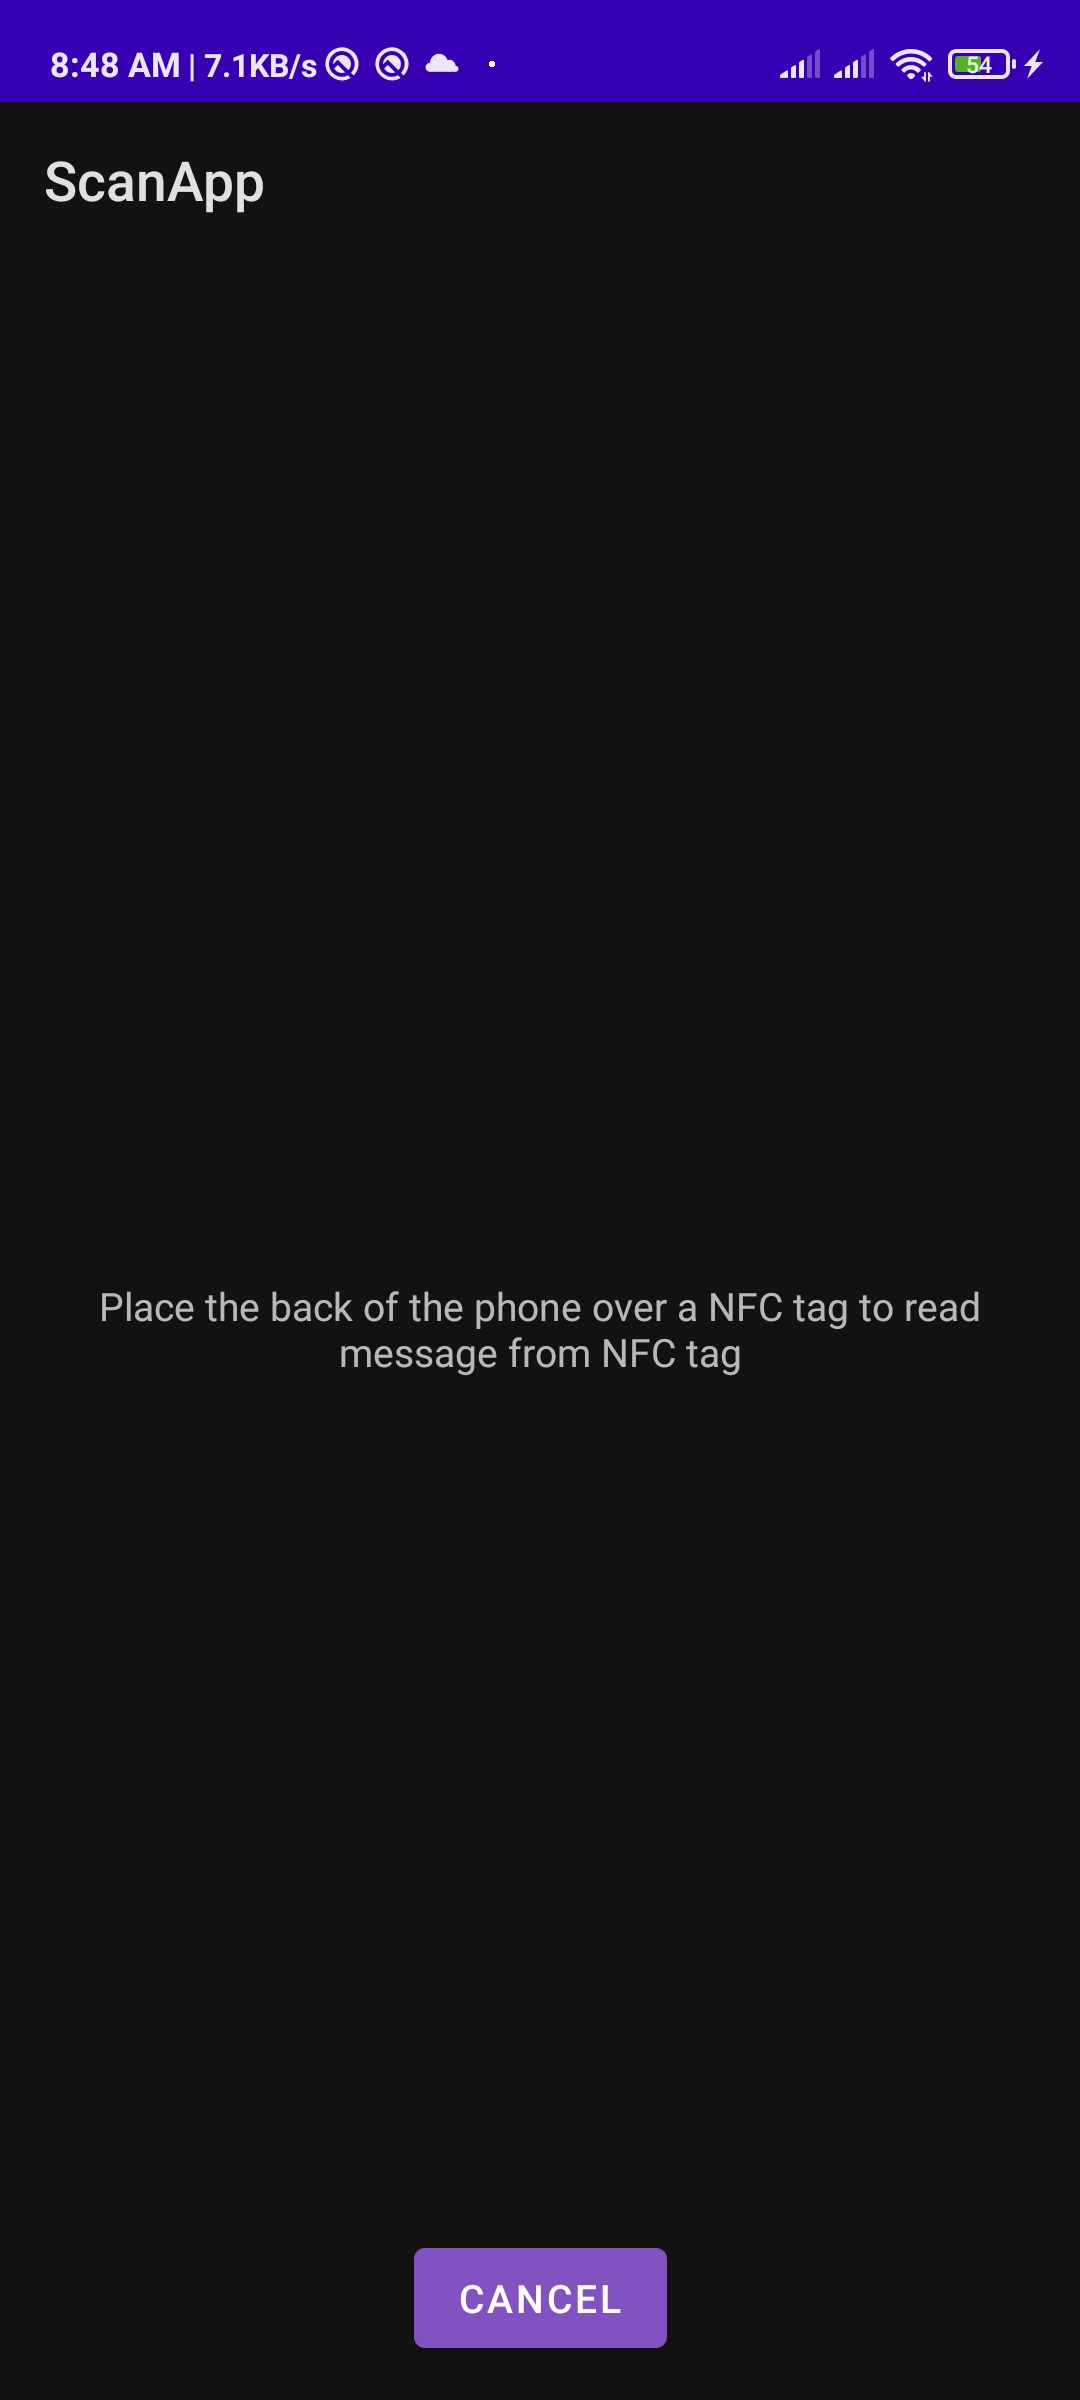 8:48 AM | 7.1KB/s 54
ScanApp
Place the back of the phone over a NFC tag to read
message from NFC tag
CANCEL